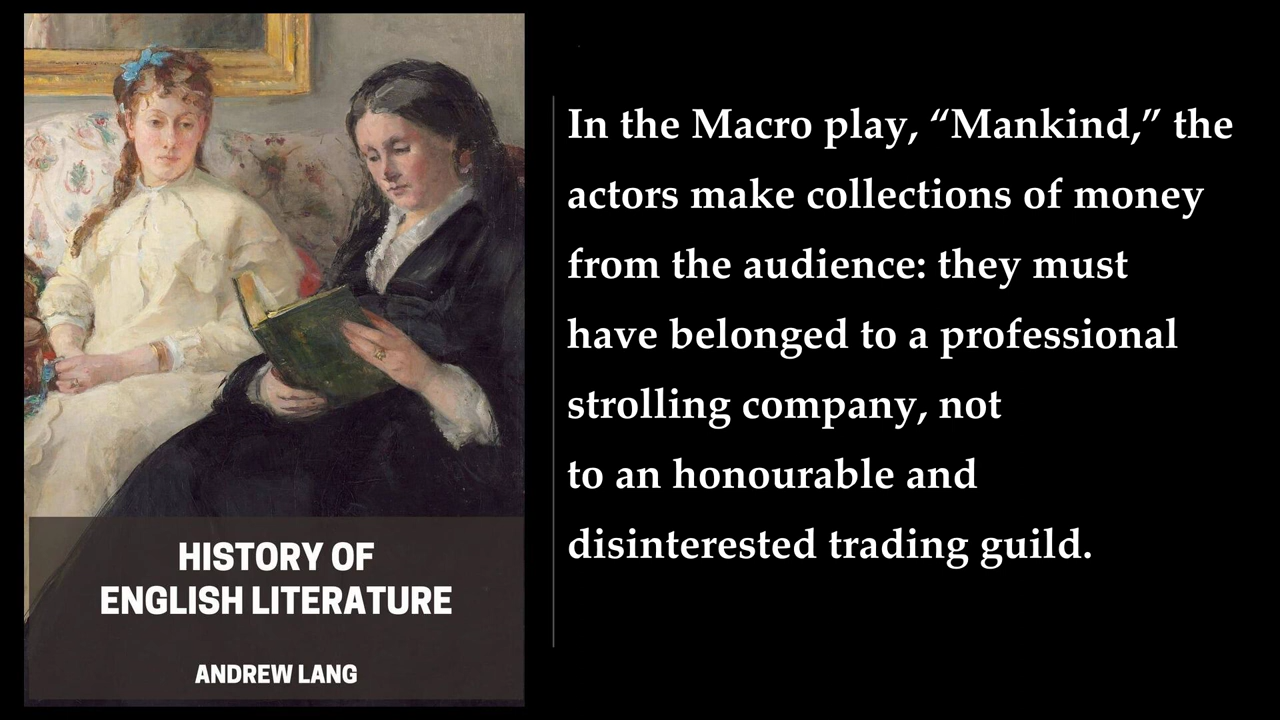 HISTORY OF
ENGLISH LITERATURE
ANDREW LANG
In the Macro play, “Mankind,” the
actors make collections of money
from the audience: they must
have belonged to a professional
strolling company, not
to an honourable and
disinterested trading guild.